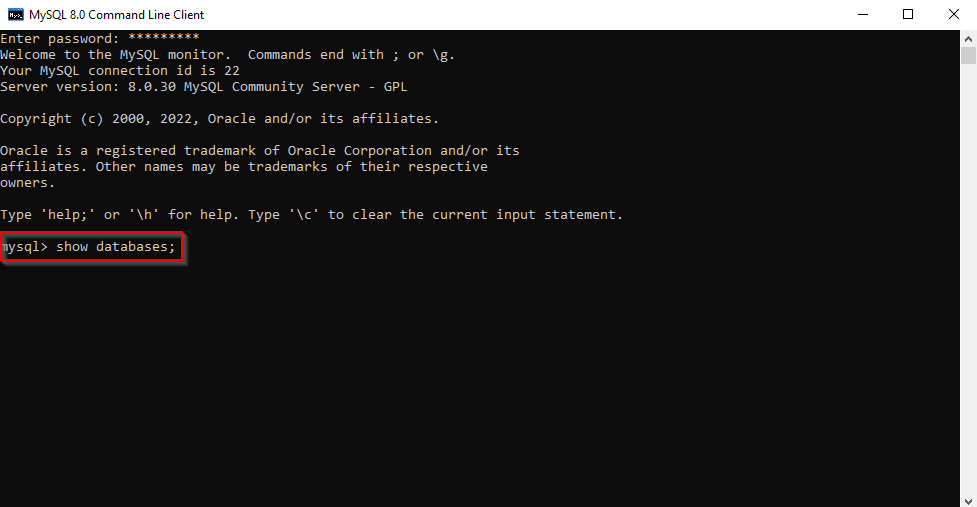 MySQL 8.0 Command Line Client
Enter password: *********
Welcome to the MySQL monitor.  Commands end with ; or \g.
Your MySQL connection id is 22
Server version: 8.0.30 MySQL Community Server - GPL
Copyright (c) 2000, 2022, Oracle and/or its affiliates.
Oracle is a registered trademark of Oracle Corporation and/or its
affiliates. Other names may be trademarks of their respective
owners.
Type 'help;' or '\h' for help. Type '\c' to clear the current input statement.
mysql> show databases;